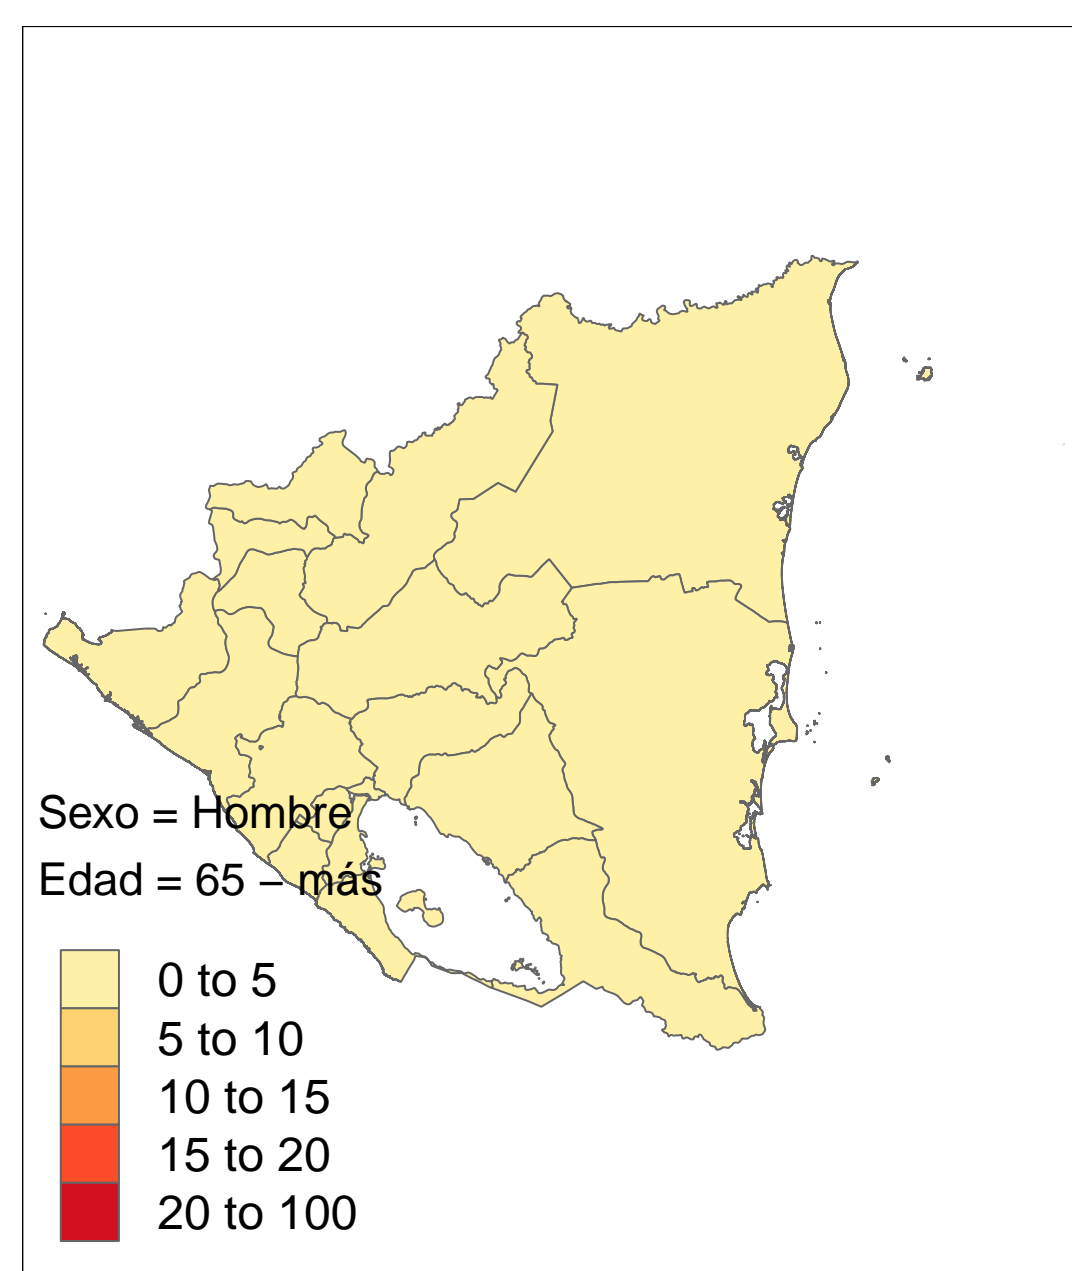 Sexo = Hombre
Edad = 65 – más
0 to 5
5 to 10
10 to 15
15 to 20
20 to 100